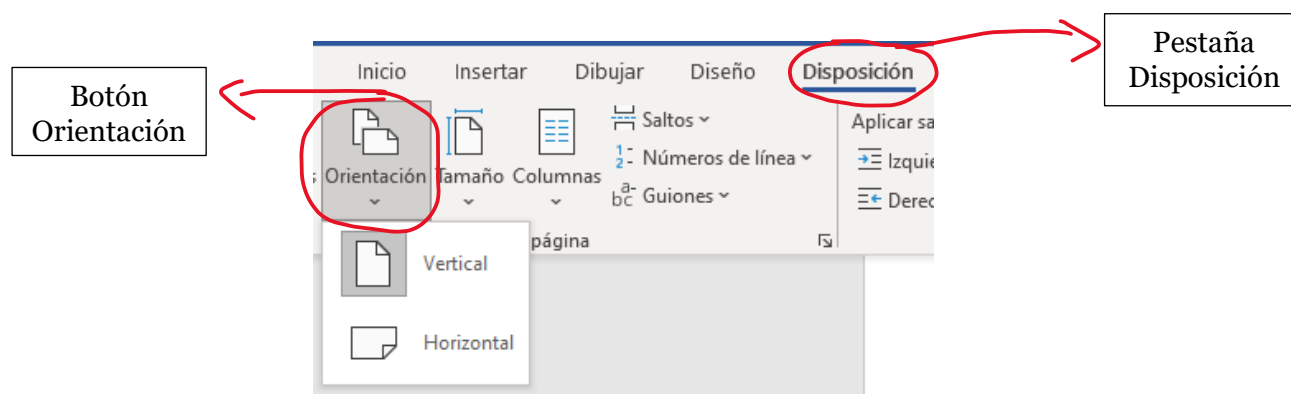 Pestaña
Disposición
Botón
Orientación
Inicio Insertar Dibujar Diseño Disposición
Saltos
Aplicar sa
Números de línea
Izquie
Orientación Tamaño Columnas
Guiones
Derec
página
Vertical
Horizontal